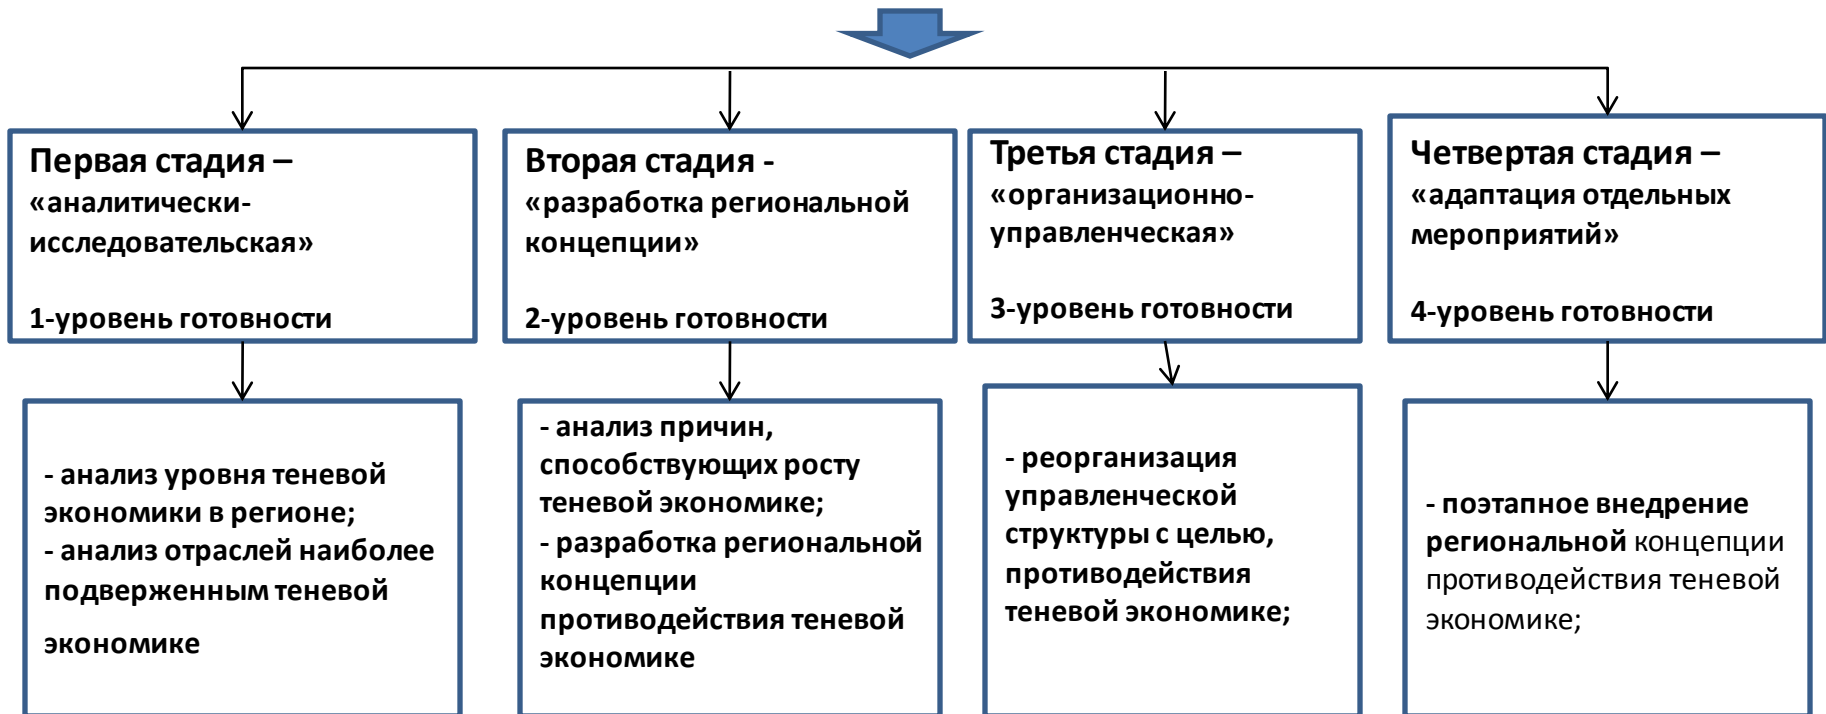 Первая стадия –
«аналитически-
исследовательская»
1-уровень готовности
Вторая стадия -
«разработка региональной
концепции»
2-уровень готовности
Третья стадия –
«организационно-
управленческая»
3-уровень готовности
Четвертая стадия –
«адаптация отдельных
мероприятий»
4-уровень готовности
- анализ уровня теневой
экономики в регионе;
- анализ отраслей наиболее
подверженным теневой
экономике
- анализ причин,
способствующих росту
теневой экономике;
- разработка региональной
концепции
противодействия теневой
экономике
- реорганизация
управленческой
структуры с целью,
противодействия
теневой экономике;
- поэтапное внедрение
региональной концепции
противодействия теневой
экономике;